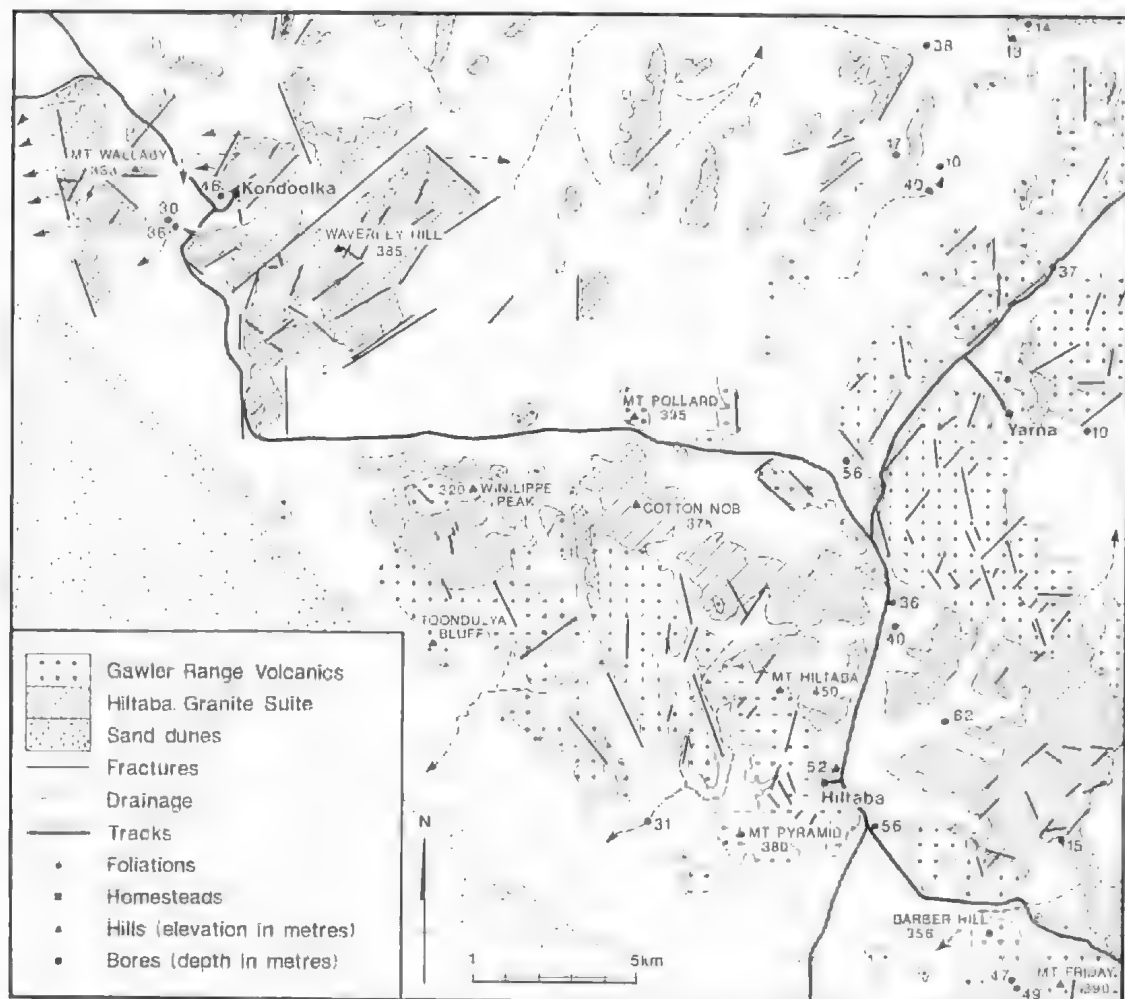 38
14
13
MT WALLABY
17
10
40
46
Kondoolka
30
36
WAVERLEY HILL
385
37
7
MT POLLARD
395
Yarna
10
56
320
WINLIPPE
PEAK
COTTON NOB
TOONDULYA
BLUFF
36
40
MT HILTABA
450
62
52
Hiltaba
31
MT PYRAMID
380
56
15
BARBER HILL
356
47
49
MT FRIDAY
390
Gawler Range Volcanics
Hiltaba Granite Suite
Sand dunes
Fractures
Drainage
Tracks
Foliations
Homesteads
Hills (elevation in metres)
Bores (depth in metres)
N
1
5km